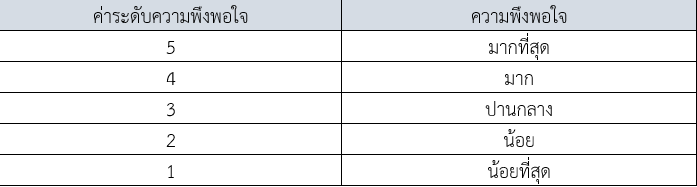 ค่าระดับความพึงพอใจ ความพึงพอใจ
5 มากที่สุด
4 มาก
3 ปานกลาง
2 น้อย
1 น้อยที่สุด